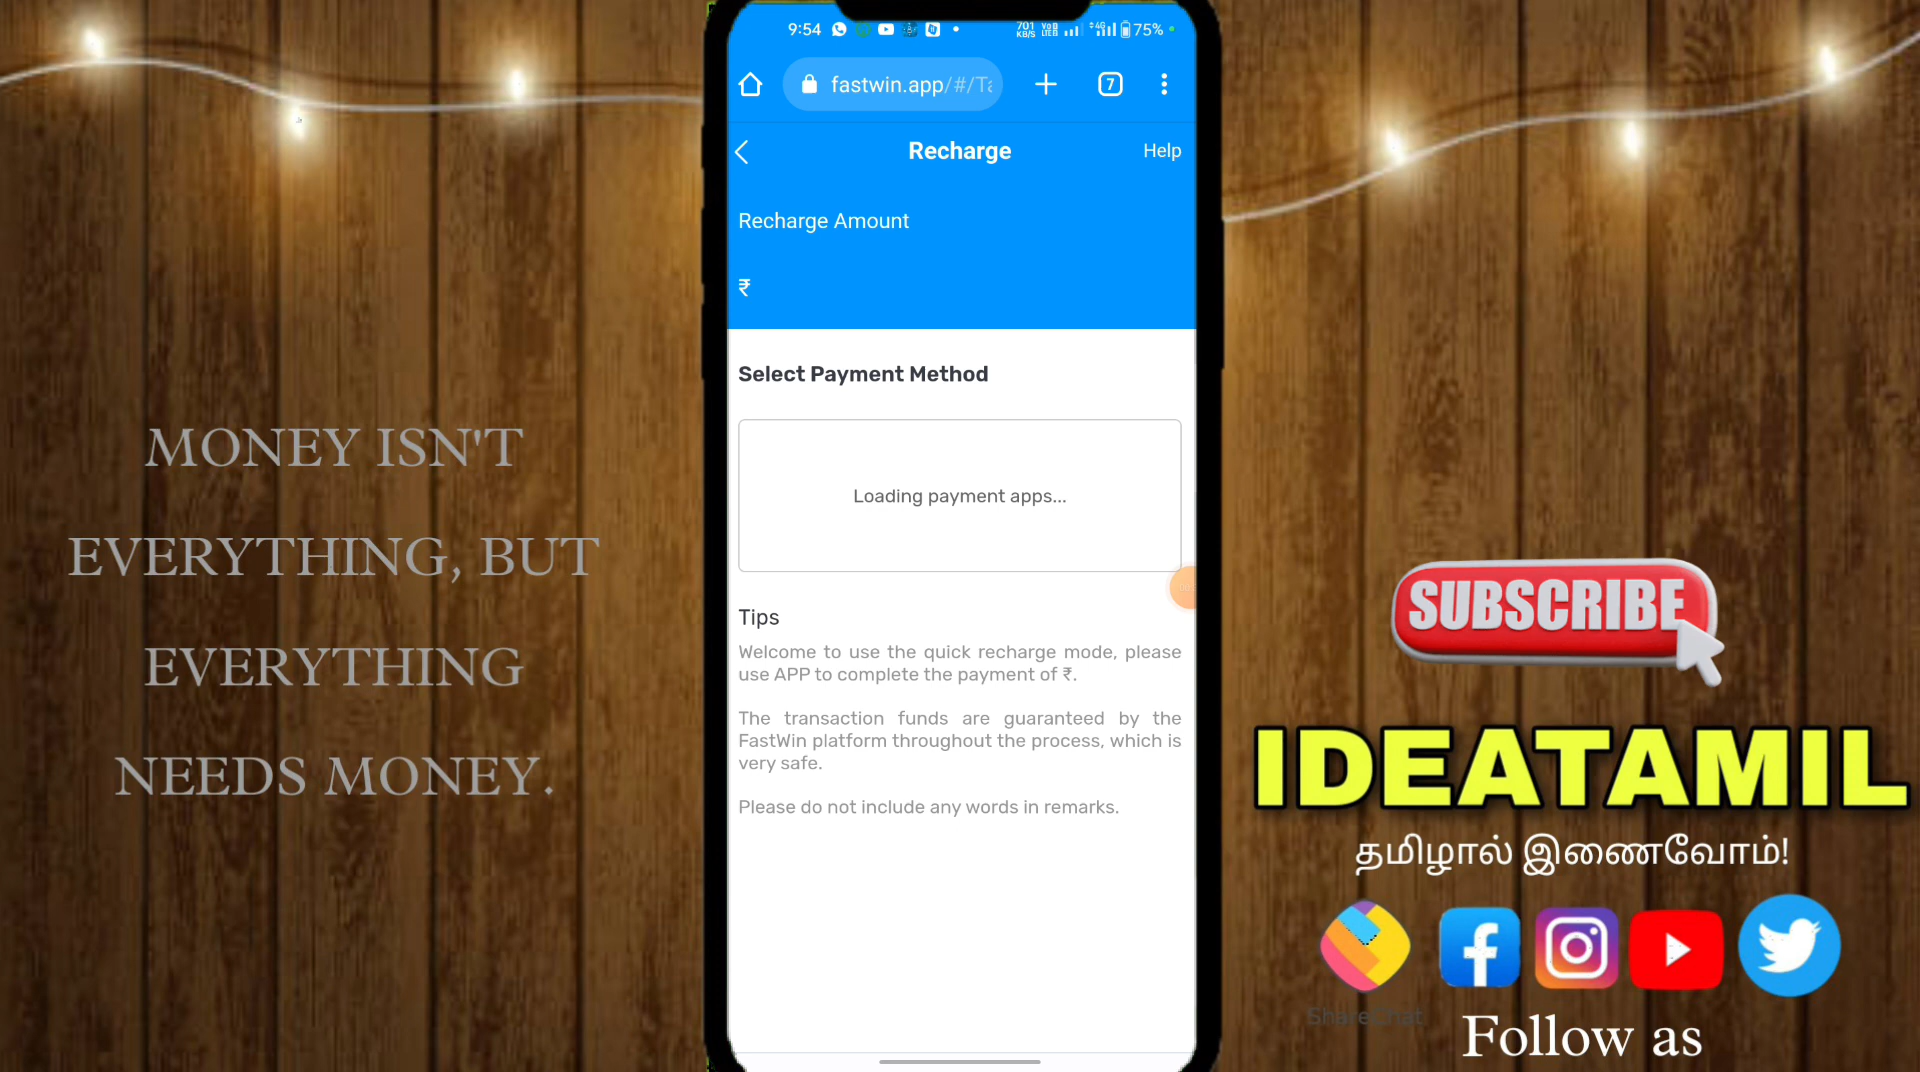 MONEY ISN'T
EVERYTHING, BUT
EVERYTHING
NEEDS MONEY.
9:54
701
KB/S
4G
75%
fastwin.app/#/Ta
7
Recharge
Help
Recharge Amount
₹
Select Payment Method
Loading payment apps...
Tips
Welcome to use the quick recharge mode, please
use APP to complete the payment of ₹.
The transaction funds are guaranteed by the
FastWin platform throughout the process, which is
very safe.
Please do not include any words in remarks.
SUBSCRIBE
IDEATAMIL
தமிழால் இணைவோம்!
ShareChat
Follow as